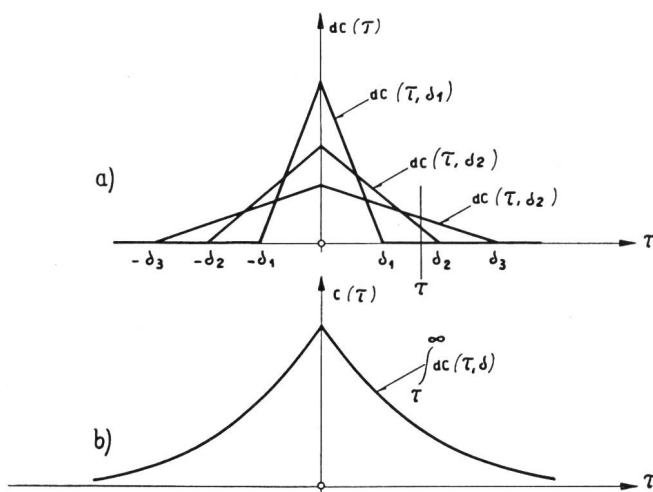 dC (τ)
dC (τ, δ1)
dC (τ, δ2)
dC (τ, δ2)
a)
τ
-δ3 -δ2 -δ1 δ1 δ2 δ3
τ
C (τ)
∞
∫ dC (τ, δ)
τ
b)
τ